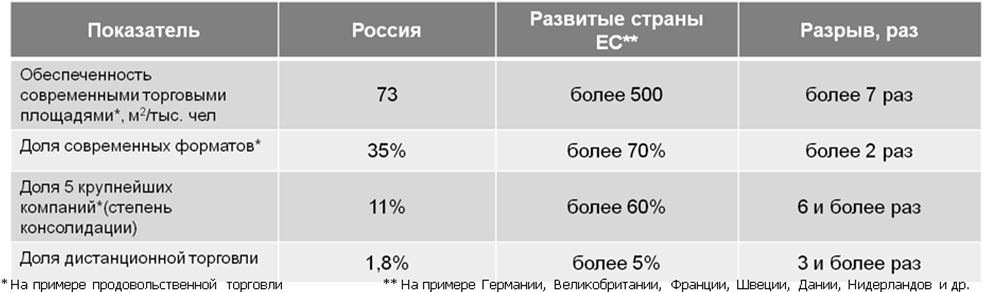 Показатель
Россия
Развитые страны
ЕС**
Разрыв, раз
Обеспеченность
современными торговыми
площадями*, м²/тыс. чел
73
более 500
более 7 раз
Доля современных форматов*
35%
более 70%
более 2 раз
Доля 5 крупнейших
компаний*(степень
консолидации)
11%
более 60%
6 и более раз
Доля дистанционной торговли
1,8%
более 5%
3 и более раз
* На примере продовольственной торговли
** На примере Германии, Великобритании, Франции, Швеции, Дании, Нидерландов и др.